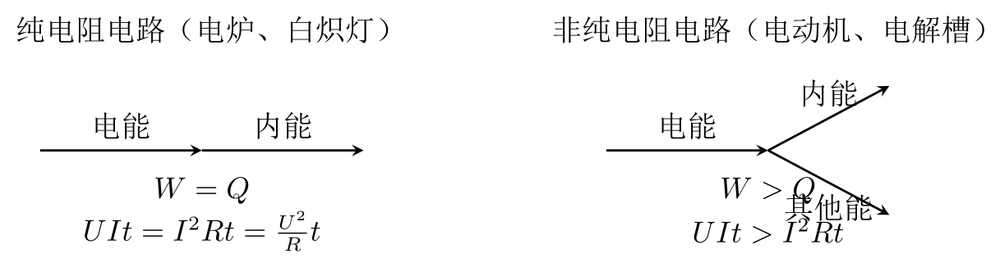 纯电阻电路（电炉、白炽灯）
电能
内能
W = Q
UIt = I²Rt = U²/R t
非纯电阻电路（电动机、电解槽）
电能
内能
其他能
W > Q
UIt > I²Rt